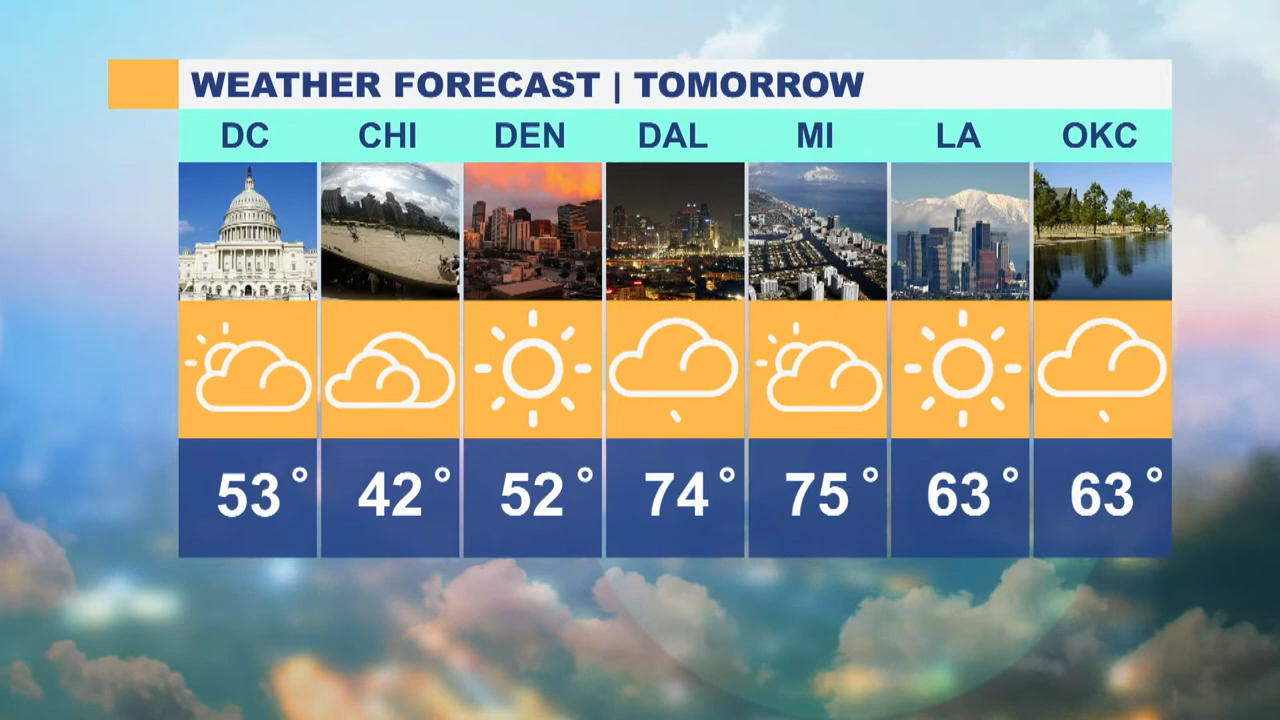 WEATHER FORECAST | TOMORROW
DC CHI DEN DAL MI LA OKC
53° 42° 52° 74° 75° 63° 63°